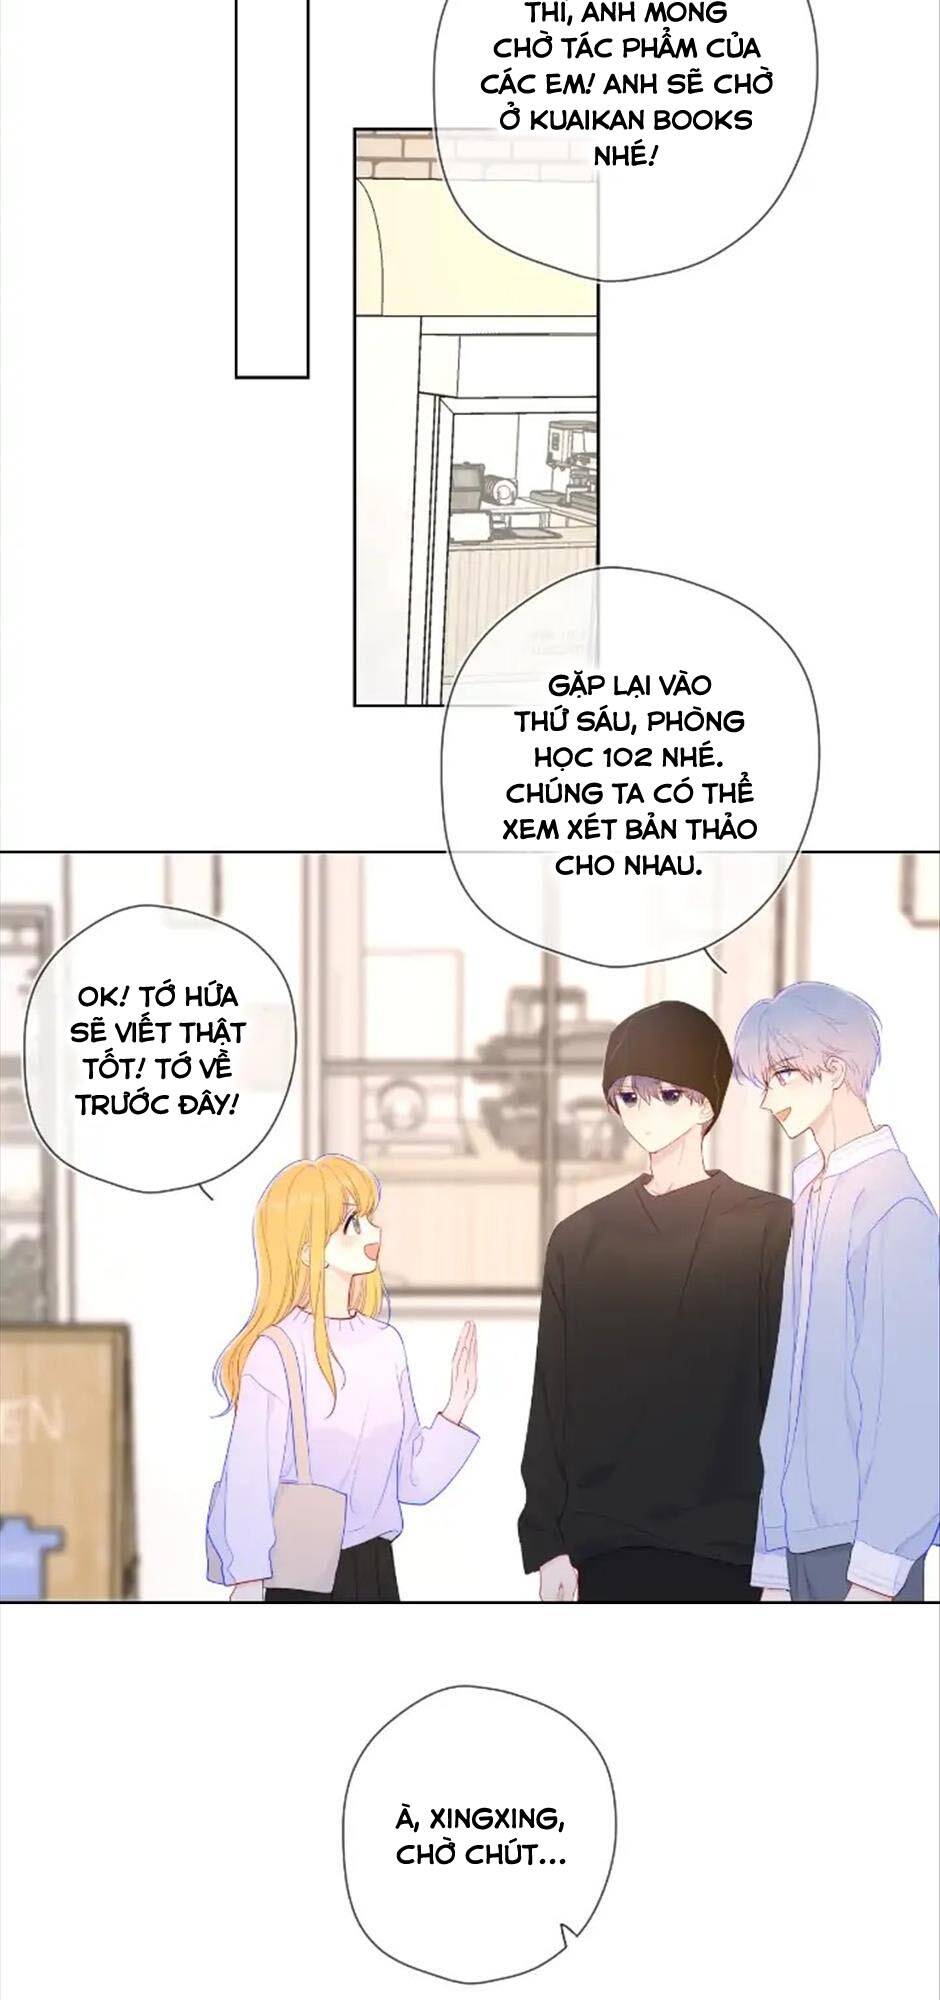 THI, ANH MONG
CHỜ TÁC PHẨM CỦA
CÁC EM! ANH SẼ CHỜ
Ở KUAIKAN BOOKS
NHÉ!
GẶP LẠI VÀO
THỨ SÁU, PHÒNG
HỌC 102 NHÉ.
CHÚNG TA CÓ THỂ
XEM XÉT BẢN THẢO
CHO NHAU.
OK! TỚ HỨA
SẼ VIẾT THẬT
TỐT! TỚ VỀ
TRƯỚC ĐÂY!
EN
À, XINGXING,
CHỜ CHÚT...